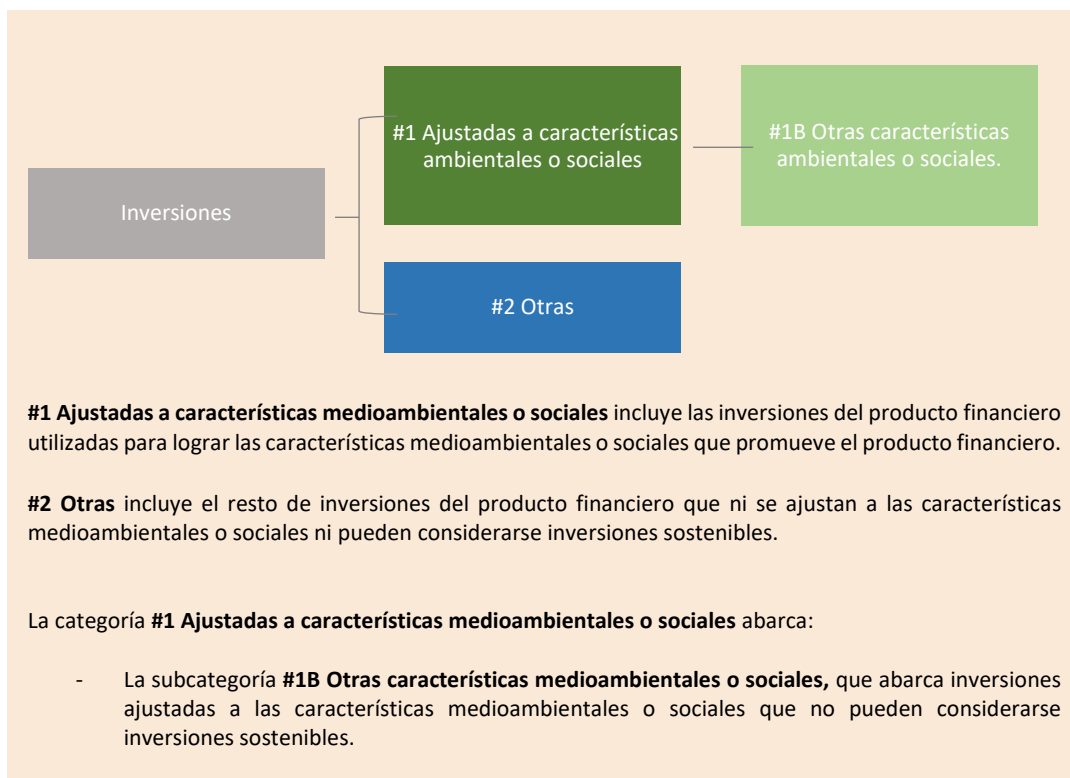 #1 Ajustadas a características
ambientales o sociales
#1B Otras características
ambientales o sociales.
Inversiones
#2 Otras
#1 Ajustadas a características medioambientales o sociales incluye las inversiones del producto financiero
utilizadas para lograr las características medioambientales o sociales que promueve el producto financiero.
#2 Otras incluye el resto de inversiones del producto financiero que ni se ajustan a las características
medioambientales o sociales ni pueden considerarse inversiones sostenibles.
La categoría #1 Ajustadas a características medioambientales o sociales abarca:
- La subcategoría #1B Otras características medioambientales o sociales, que abarca inversiones
ajustadas a las características medioambientales o sociales que no pueden considerarse
inversiones sostenibles.